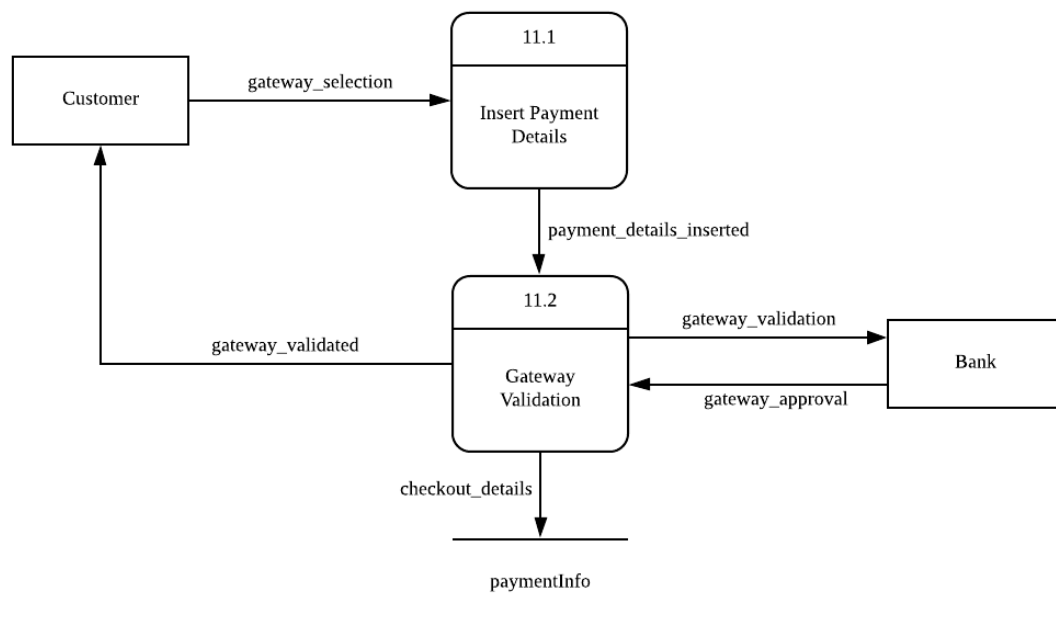 11.1
Customer
gateway_selection
Insert Payment
Details
payment_details_inserted
11.2
gateway_validation
gateway_validated
Bank
Gateway
Validation
gateway_approval
checkout_details
paymentInfo